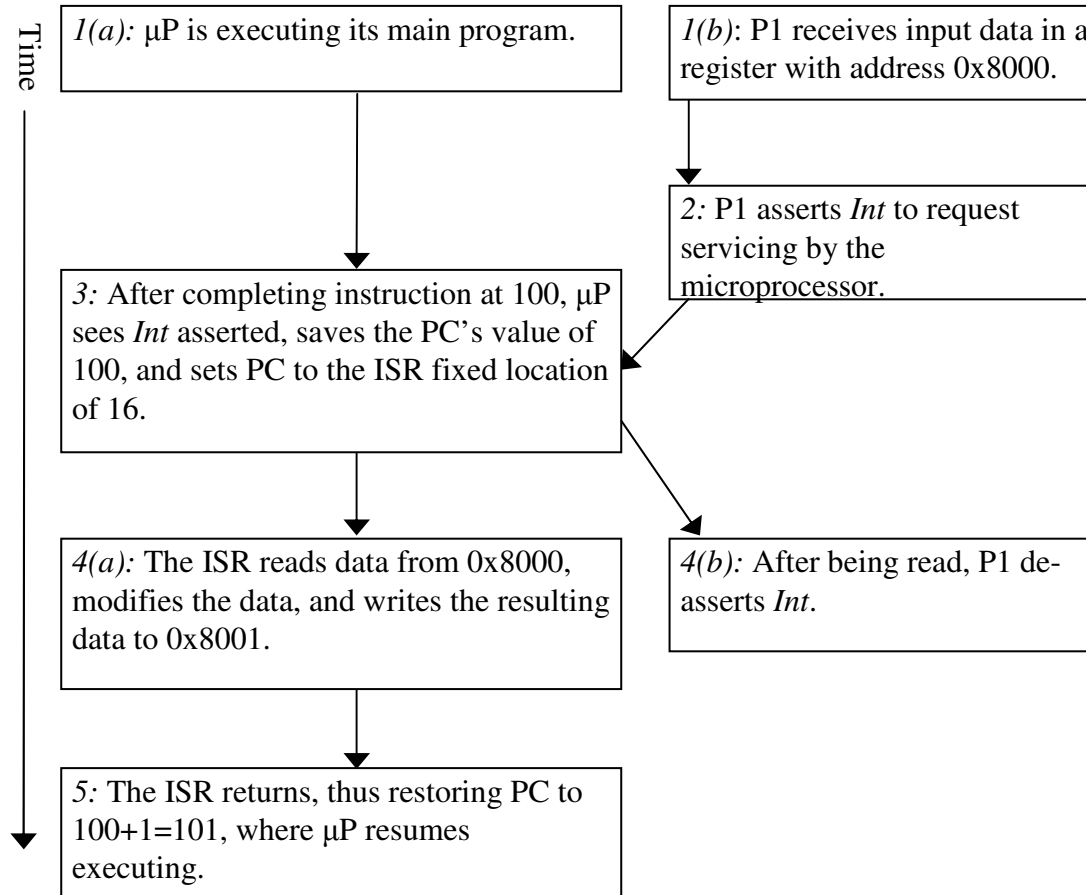 Time
1(a): μP is executing its main program.
1(b): P1 receives input data in a
register with address 0x8000.
2: P1 asserts Int to request
servicing by the
microprocessor.
3: After completing instruction at 100, μP
sees Int asserted, saves the PC’s value of
100, and sets PC to the ISR fixed location
of 16.
4(a): The ISR reads data from 0x8000,
modifies the data, and writes the resulting
data to 0x8001.
4(b): After being read, P1 de-
asserts Int.
5: The ISR returns, thus restoring PC to
100+1=101, where μP resumes
executing.